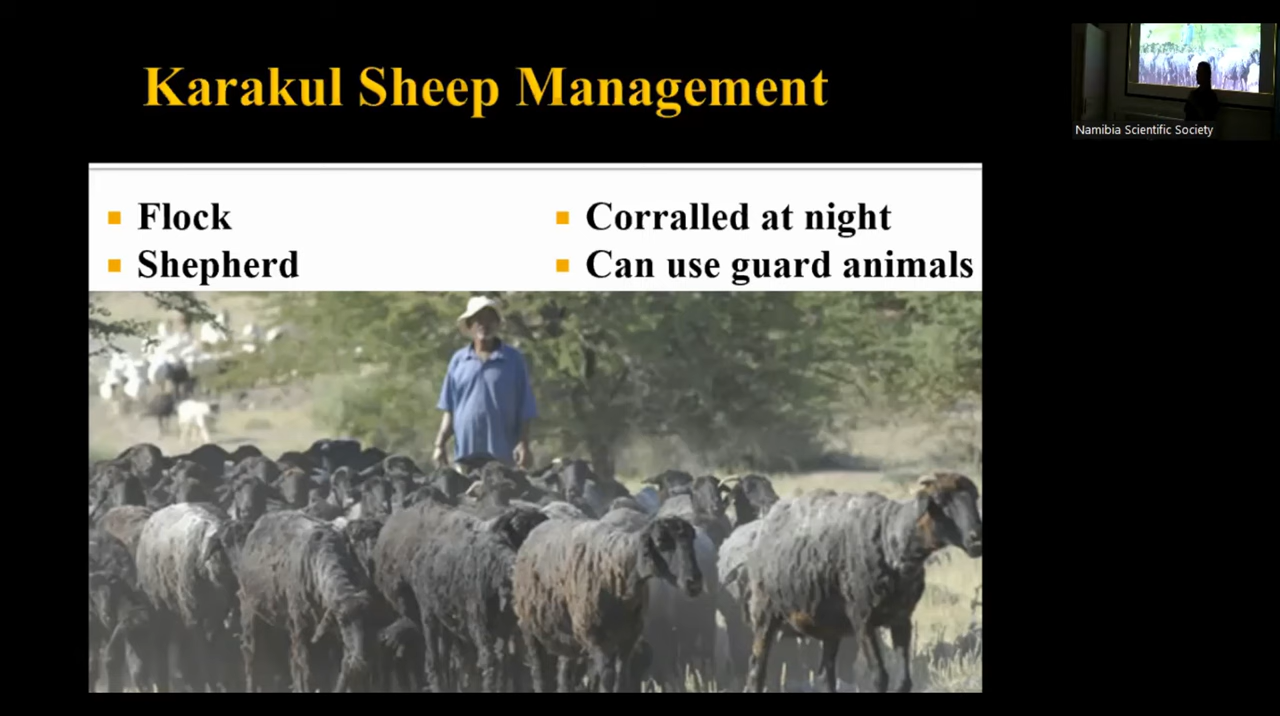 Karakul Sheep Management
Namibia Scientific Society
Flock
Shepherd
Corralled at night
Can use guard animals